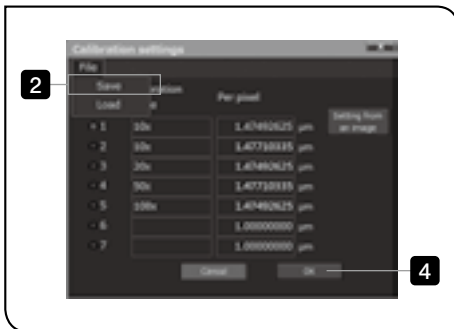 Calibration settings
File
Save
Load
Per pixel
Setting from
an image
1 10x 1.47492625 μm
2 10x 1.47710335 μm
3 20x 1.47492625 μm
4 50x 1.47710335 μm
5 100x 1.47492625 μm
6 1.00000000 μm
7 1.00000000 μm
Cancel OK
2
4